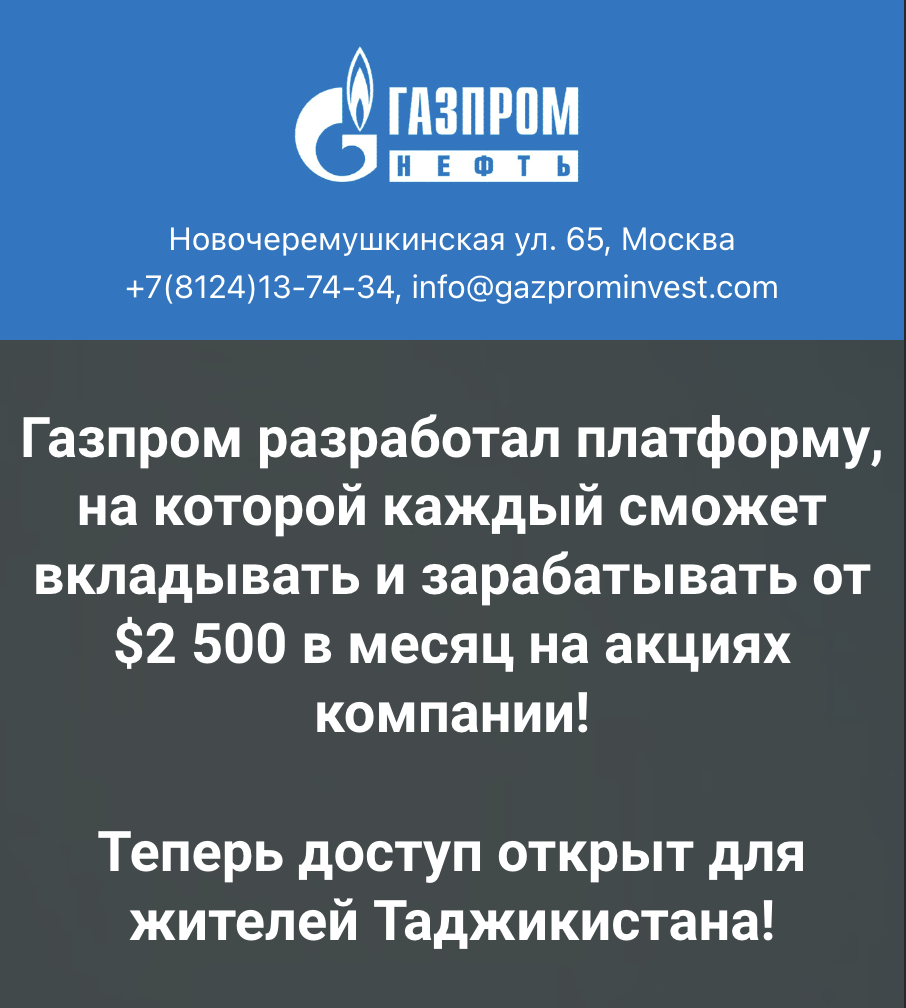 ГАЗПРОМ
НЕФТЬ
Новочеремушкинская ул. 65, Москва
+7(8124)13-74-34, info@gazprominvest.com
Газпром разработал платформу,
на которой каждый сможет
вкладывать и зарабатывать от
$2 500 в месяц на акциях
компании!
Теперь доступ открыт для
жителей Таджикистана!